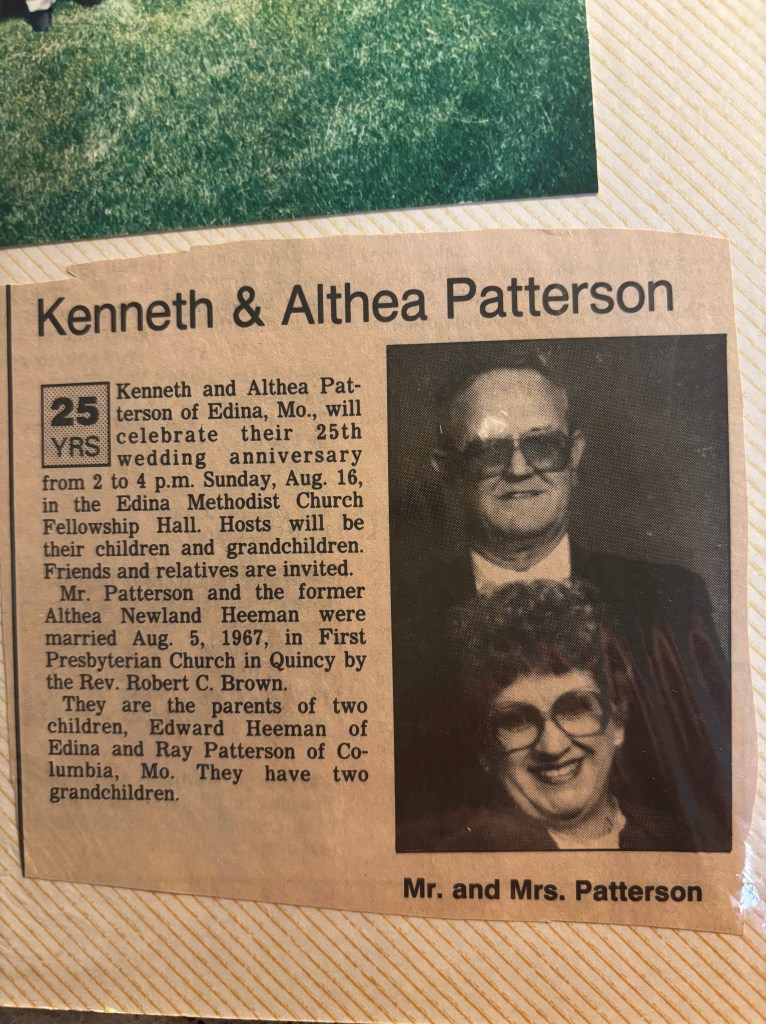 Kenneth & Althea Patterson
25
YRS
Kenneth and Althea Pat-
terson of Edina, Mo., will
celebrate their 25th
wedding anniversary
from 2 to 4 p.m. Sunday, Aug. 16,
in the Edina Methodist Church
Fellowship Hall. Hosts will be
their children and grandchildren.
Friends and relatives are invited.
Mr. Patterson and the former
Althea Newland Heeman were
married Aug. 5, 1967, in First
Presbyterian Church in Quincy by
the Rev. Robert C. Brown.
They are the parents of two
children, Edward Heeman of
Edina and Ray Patterson of Co-
lumbia, Mo. They have two
grandchildren.
Mr. and Mrs. Patterson